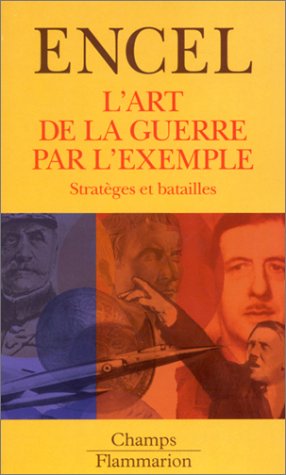 ENCEL
L'ART
DE LA GUERRE
PAR L'EXEMPLE
Stratèges et batailles
Champs
Flammarion